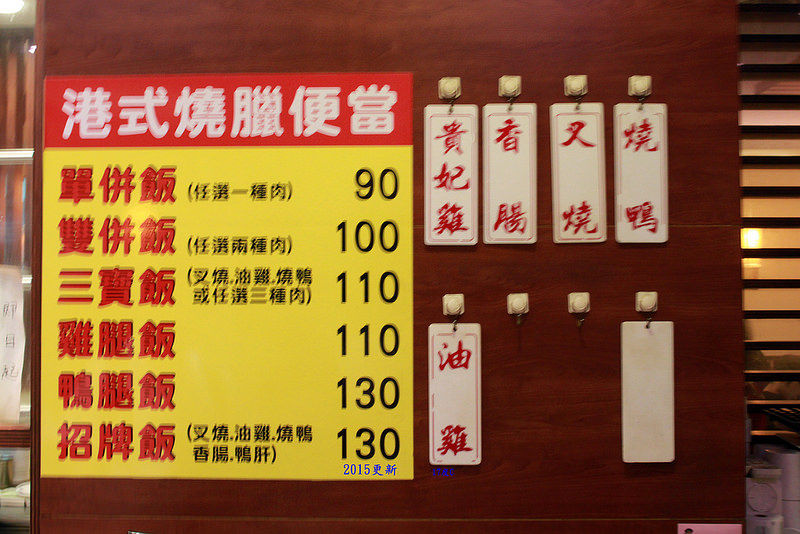 港式燒臘便當
單併飯(任選一種肉) 90
雙併飯(任選兩種肉) 100
三寶飯(叉燒.油雞.燒鴨
或任選三種肉) 110
雞腿飯 110
鴨腿飯 130
招牌飯(叉燒.油雞.燒鴨
香腸.鴨肝) 130
2015更新
貴妃雞
香腸
叉燒
燒鴨
油雞